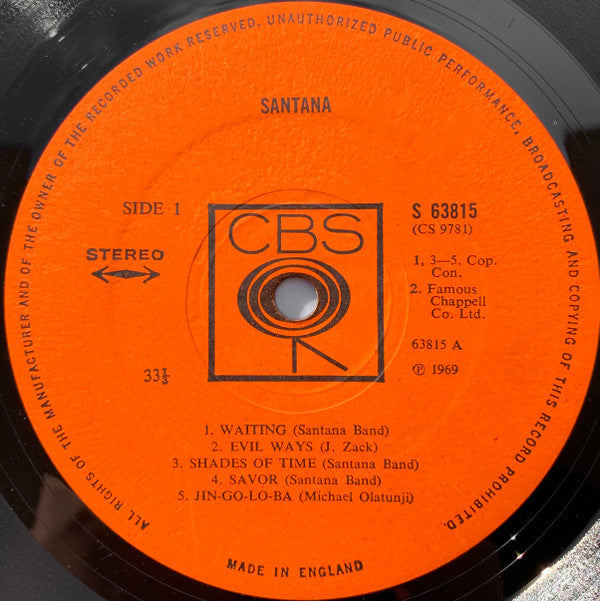 ALL RIGHTS OF THE MANUFACTURER AND OF THE OWNER OF THE RECORDED WORK RESERVED. UNAUTHORIZED PUBLIC PERFORMANCE, BROADCASTING AND COPYING OF THIS RECORD PROHIBITED.
SANTANA
SIDE 1
STEREO
33⅓
CBS
S 63815
(CS 9781)
1, 3—5. Cop.
Con.
2. Famous
Chappell
Co. Ltd.
63815 A
℗ 1969
1. WAITING (Santana Band)
2. EVIL WAYS (J. Zack)
3. SHADES OF TIME (Santana Band)
4. SAVOR (Santana Band)
5. JIN-GO-LO-BA (Michael Olatunji)
MADE IN ENGLAND